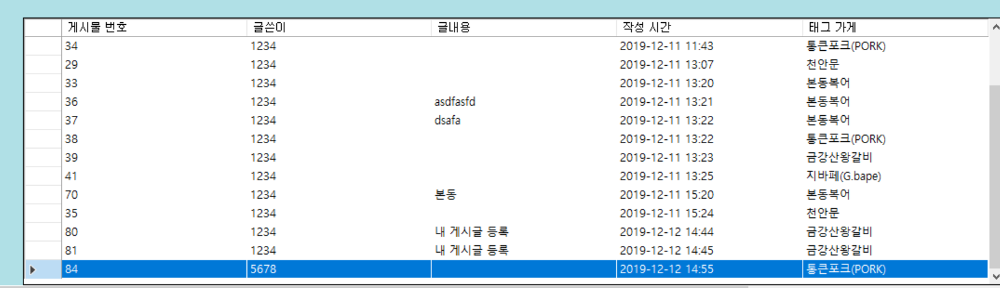 게시물 번호 글쓴이 글내용 작성 시간 태그 가게
34 1234 2019-12-11 11:43 통큰포크(PORK)
29 1234 2019-12-11 13:07 천안문
33 1234 2019-12-11 13:20 본동복어
36 1234 asdfasfd 2019-12-11 13:21 본동복어
37 1234 dsafa 2019-12-11 13:22 본동복어
38 1234 2019-12-11 13:22 통큰포크(PORK)
39 1234 2019-12-11 13:23 금강산왕갈비
41 1234 2019-12-11 13:25 지바페(G.bape)
70 1234 본동 2019-12-11 15:20 본동복어
35 1234 2019-12-11 15:24 천안문
80 1234 내 게시글 등록 2019-12-12 14:44 금강산왕갈비
81 1234 내 게시글 등록 2019-12-12 14:45 금강산왕갈비
84 5678 2019-12-12 14:55 통큰포크(PORK)